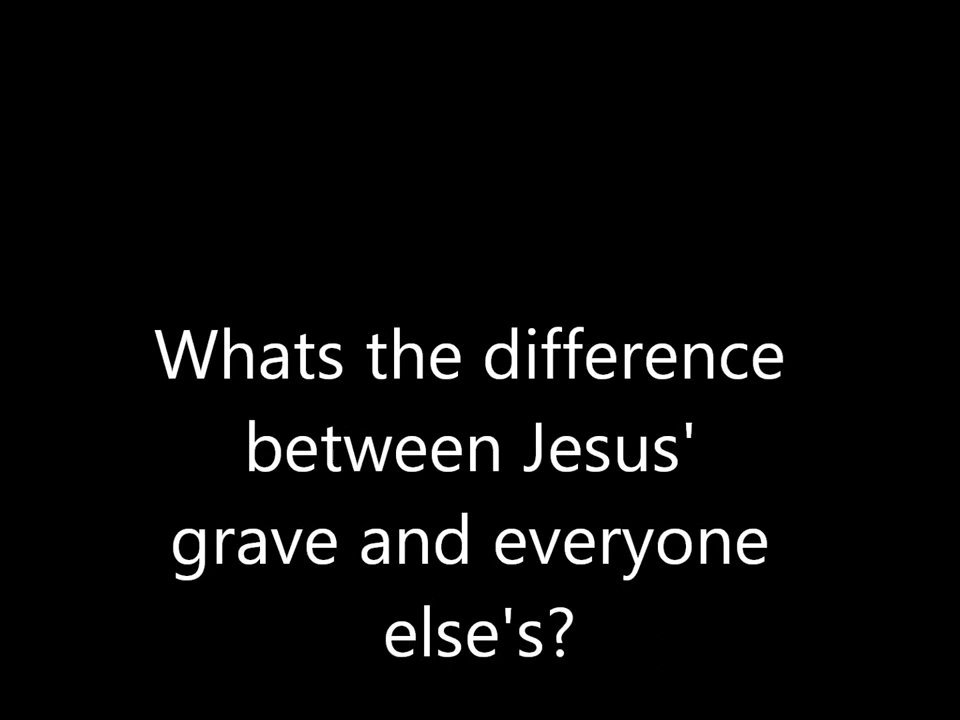 Whats the difference
between Jesus'
grave and everyone
else's?